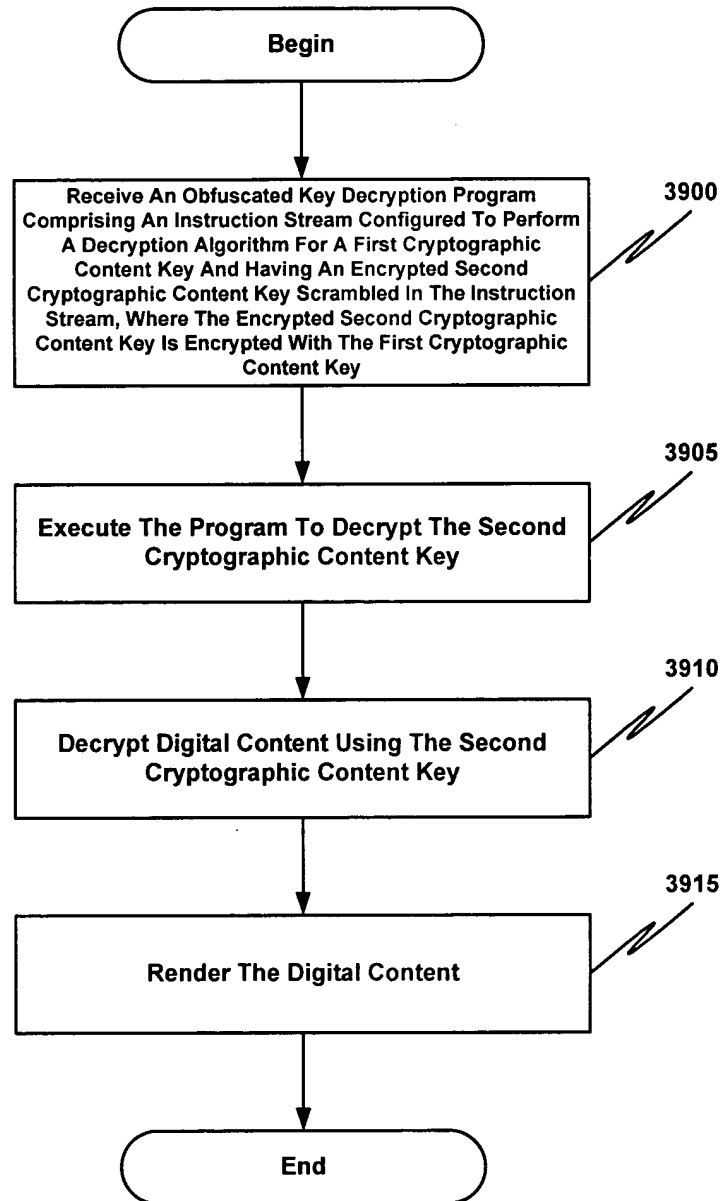 Begin
Receive An Obfuscated Key Decryption Program
Comprising An Instruction Stream Configured To Perform
A Decryption Algorithm For A First Cryptographic
Content Key And Having An Encrypted Second
Cryptographic Content Key Scrambled In The Instruction
Stream, Where The Encrypted Second Cryptographic
Content Key Is Encrypted With The First Cryptographic
Content Key
3900
Execute The Program To Decrypt The Second
Cryptographic Content Key
3905
Decrypt Digital Content Using The Second
Cryptographic Content Key
3910
Render The Digital Content
3915
End